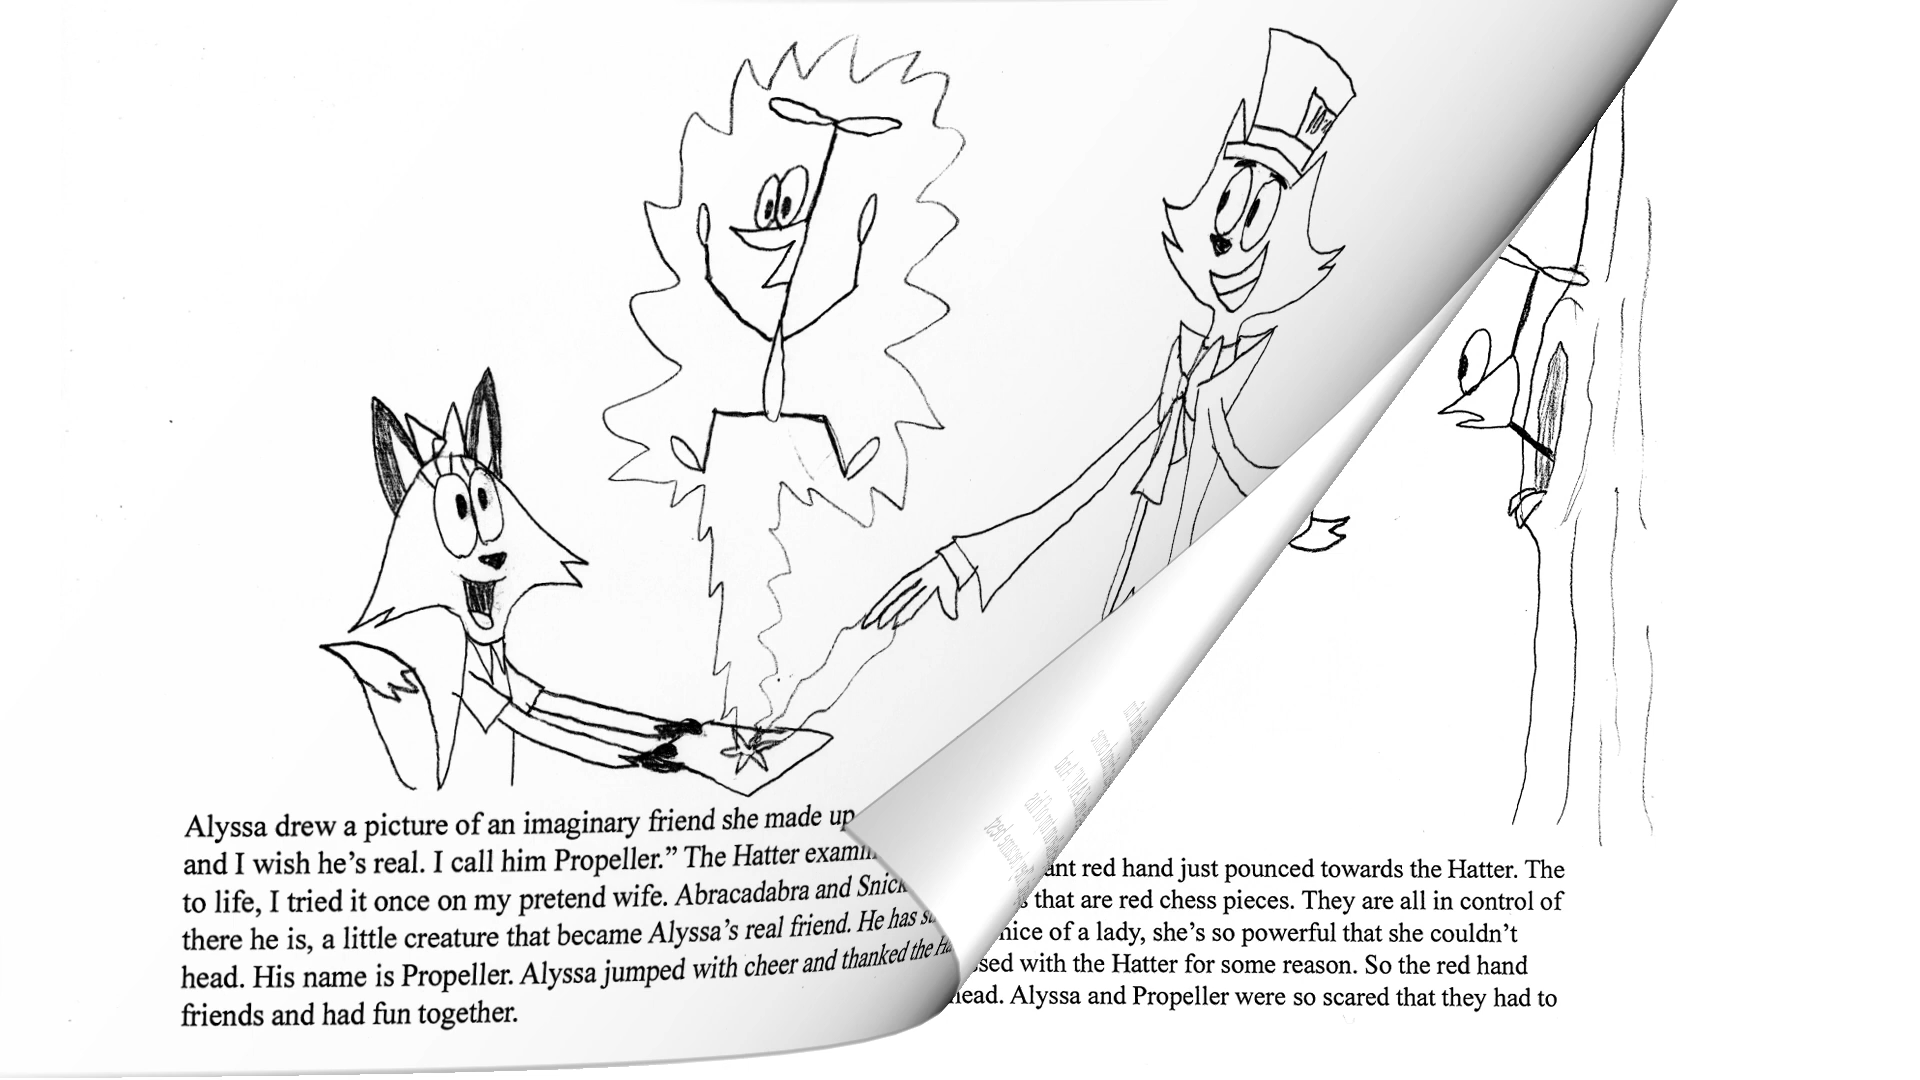 Alyssa drew a picture of an imaginary friend she made up
and I wish he's real. I call him Propeller.” The Hatter
to life, I tried it once on my pretend wife. Abracadabra and
there he is, a little creature that became Alyssa's real friend. He has
head. His name is Propeller. Alyssa jumped with cheer and thanked the
friends and had fun together.
red hand just pounced towards the Hatter. The
that are red chess pieces. They are all in control of
of a lady, she's so powerful that she couldn't
with the Hatter for some reason. So the red hand
head. Alyssa and Propeller were so scared that they had to